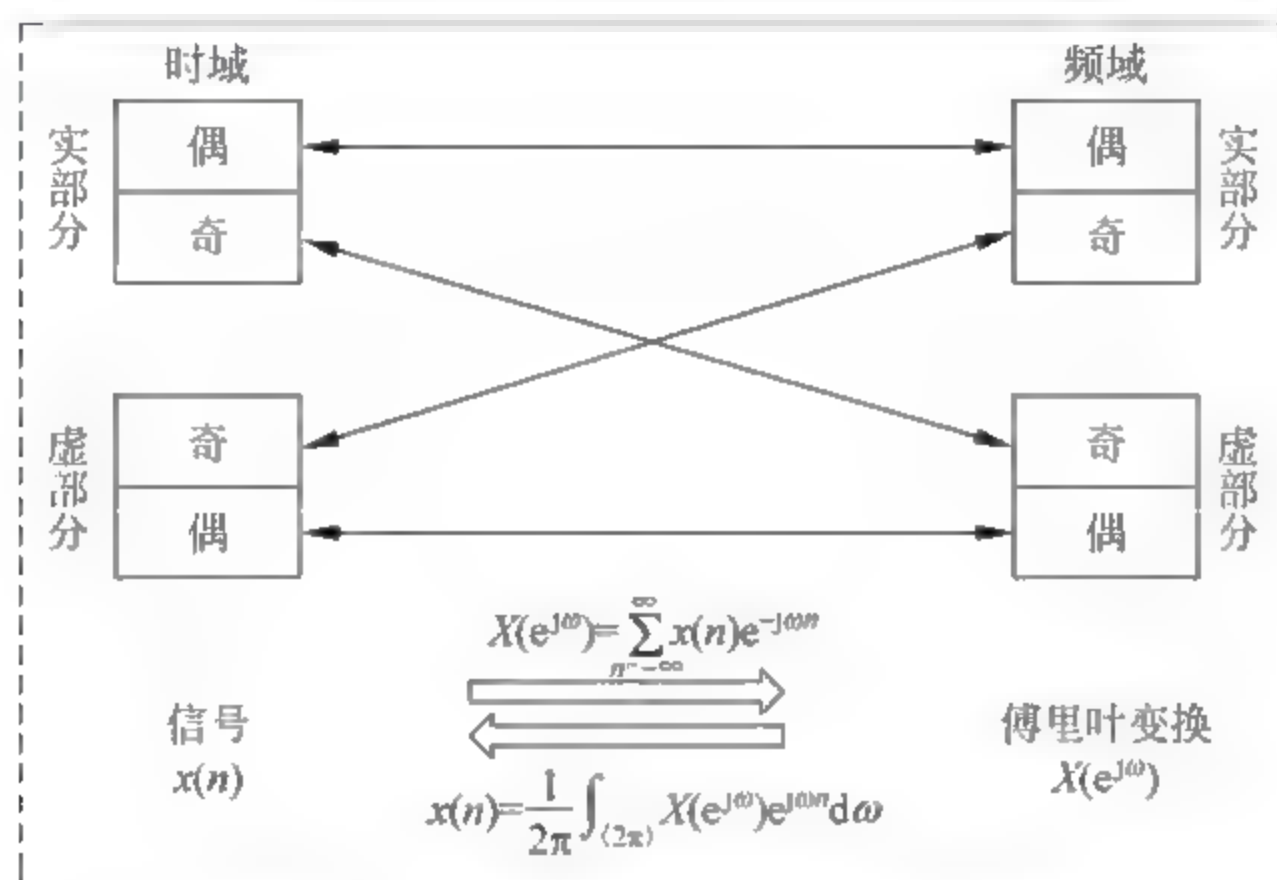 时域
频域
实部分
偶
奇
偶
奇
实部分
虚部分
奇
偶
奇
偶
虚部分
X(e^{jω})=∑_{n=-∞}^{∞} x(n)e^{-jωn}
信号
x(n)
傅里叶变换
X(e^{jω})
x(n)=\frac{1}{2π}∫_{⟨2π⟩} X(e^{jω})e^{jωn}dω